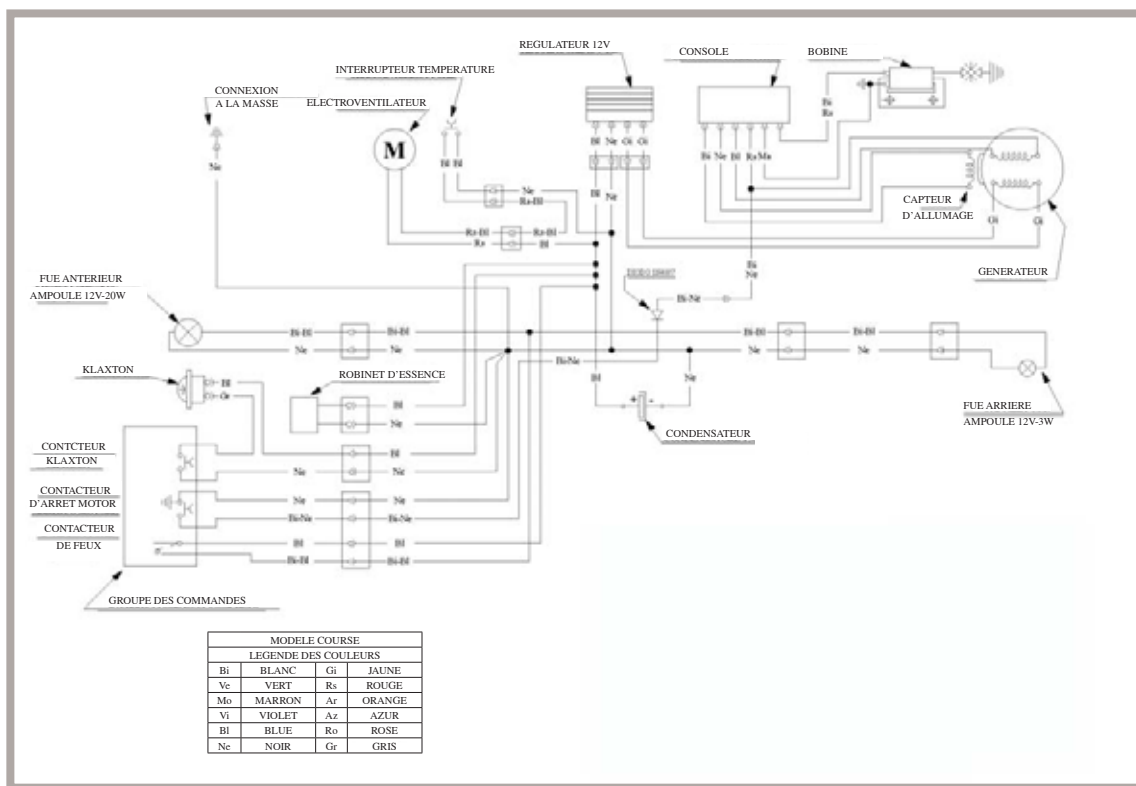 REGULATEUR 12V
CONSOLE
BOBINE
INTERRUPTEUR TEMPERATURE
CONNEXION
A LA MASSE
ELECTROVENTILATEUR
M
Bi
Rs
Bl Ne Gi Gi
Bi Ne Bl Rs Ma
Ne
Bl Bl
Ne
Rs-Bl
Bl
Ne
CAPTEUR
D'ALLUMAGE
Gi
Gi
Rs-Bl
Rs-Bl
Rs
Bl
GENERATEUR
Bi
Ne
FUE ANTERIEUR
AMPOULE 12V-20W
Bi-Ne
Bi-Bl
Bi-Bl
Bi-Bl
Bi-Bl
Ne
Ne
Ne
Ne
Bi-Ne
KLAXTON
Bl
Gr
ROBINET D'ESSENCE
Bl
Ne
Bl
Ne
+ -
CONDENSATEUR
FUE ARRIERE
AMPOULE 12V-3W
CONTCTEUR
KLAXTON
Bl
Ne
Ne
CONTACTEUR
D'ARRET MOTOR
Ne
Ne
Bi-Ne
Bi-Ne
CONTACTEUR
DE FEUX
Bl
Bl
Bi-Bl
Bi-Bl
GROUPE DES COMMANDES
MODELE COURSE
LEGENDE DES COULEURS
Bi BLANC Gi JAUNE
Ve VERT Rs ROUGE
Mo MARRON Ar ORANGE
Vi VIOLET Az AZUR
Bl BLUE Ro ROSE
Ne NOIR Gr GRIS